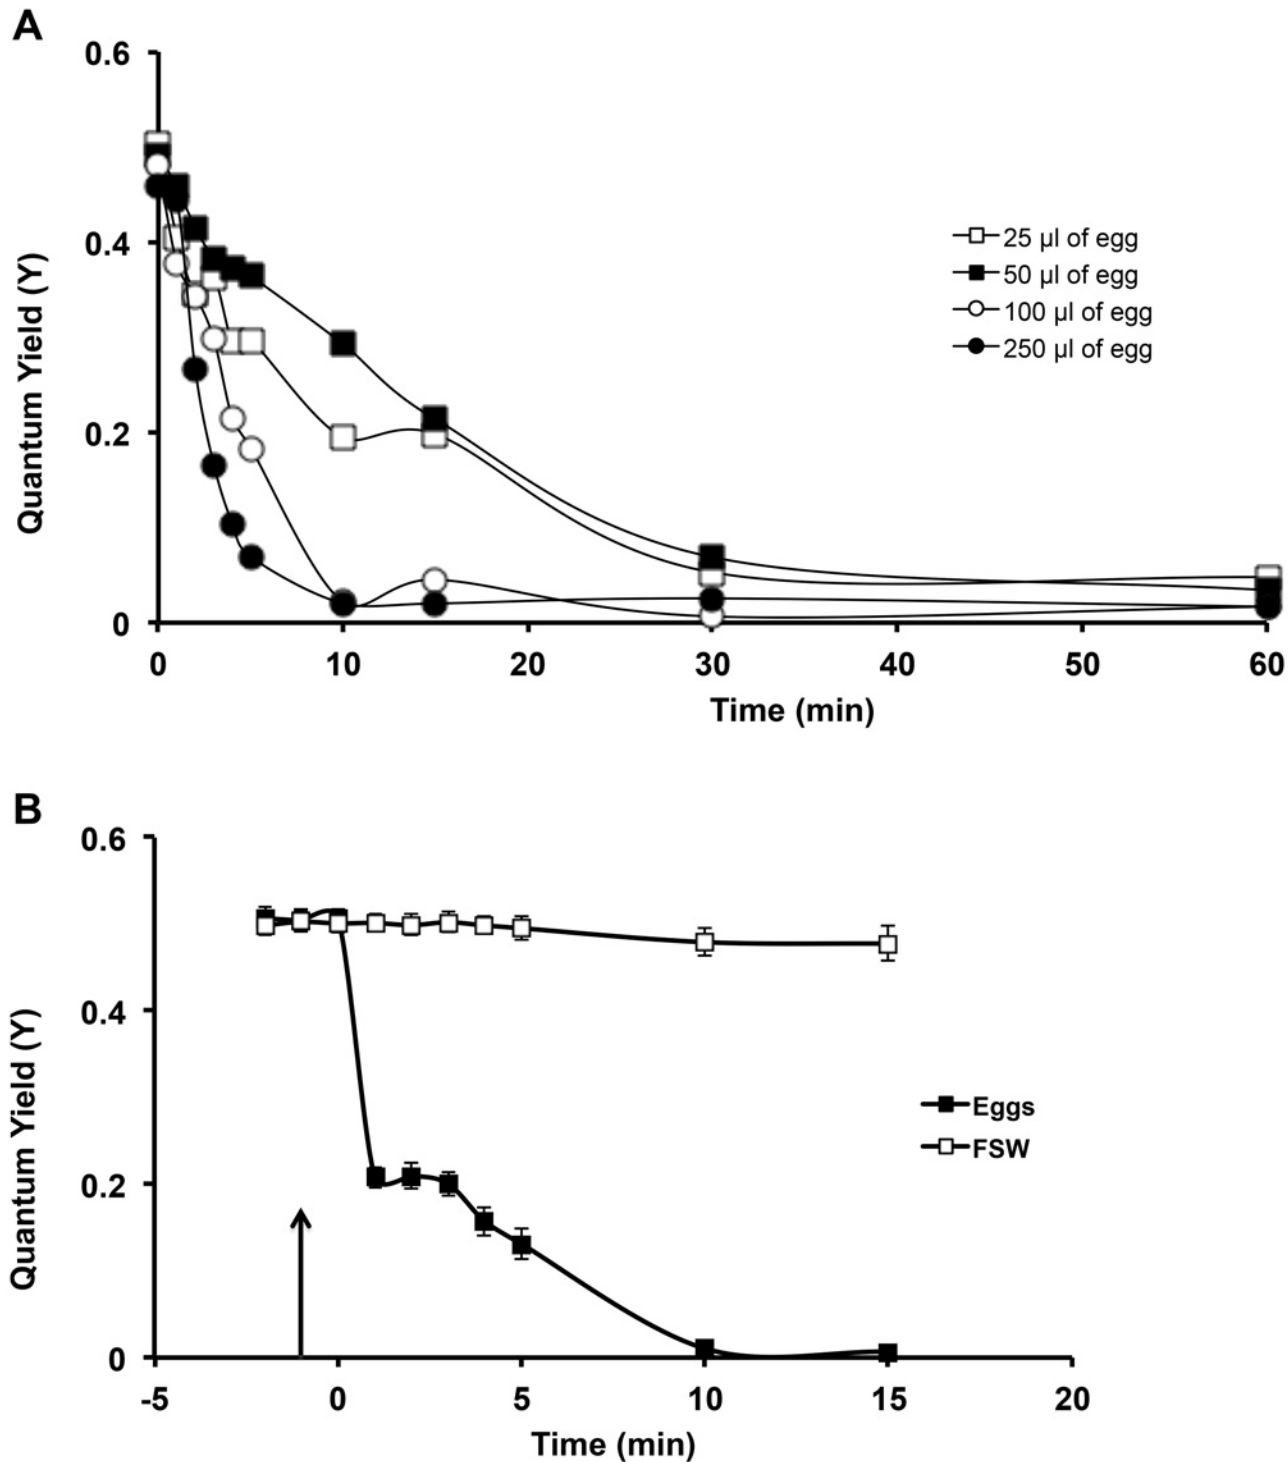 A
0.6
0.4
0.2
0
Quantum Yield (Y)
25 µl of egg
50 µl of egg
100 µl of egg
250 µl of egg
0 10 20 30 40 50 60
Time (min)
B
0.6
0.4
0.2
0
Quantum Yield (Y)
Eggs
FSW
-5 0 5 10 15 20
Time (min)